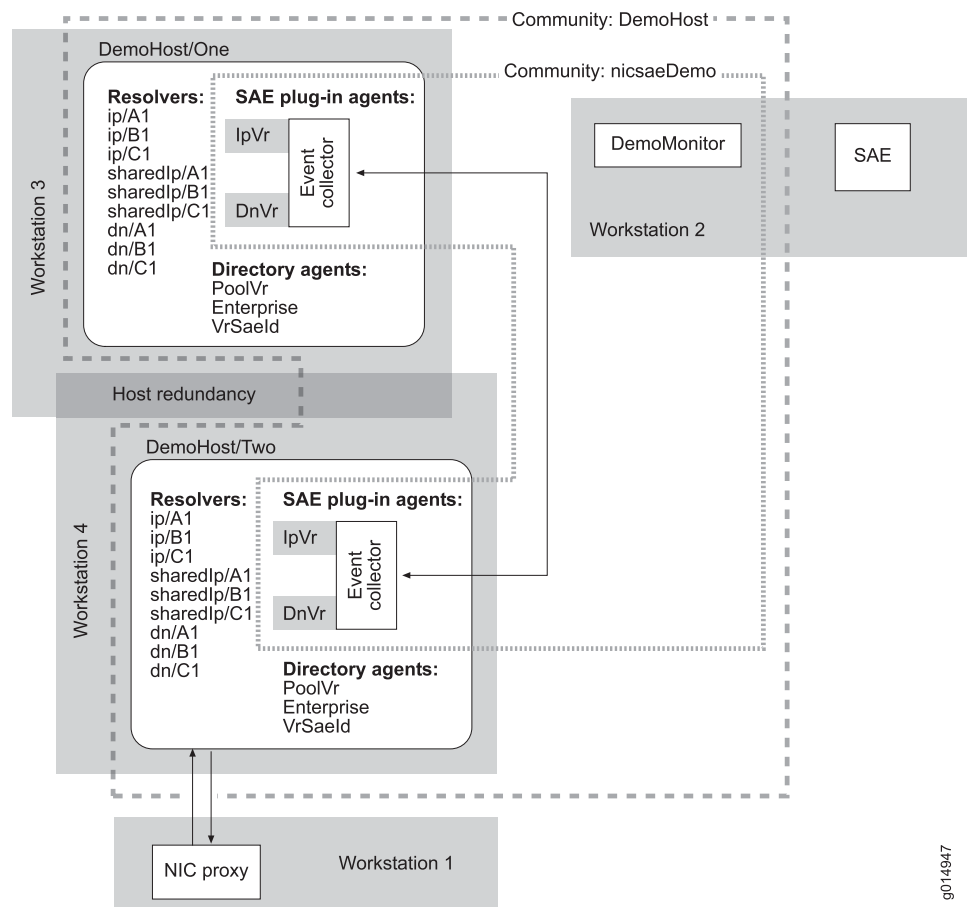 Community: DemoHost
DemoHost/One
Community: nicsaeDemo
Resolvers:
ip/A1
ip/B1
ip/C1
sharedIp/A1
sharedIp/B1
sharedIp/C1
dn/A1
dn/B1
dn/C1
SAE plug-in agents:
IpVr
DnVr
Event
collector
Directory agents:
PoolVr
Enterprise
VrSaeId
Workstation 3
DemoMonitor
SAE
Workstation 2
Host redundancy
DemoHost/Two
Resolvers:
ip/A1
ip/B1
ip/C1
sharedIp/A1
sharedIp/B1
sharedIp/C1
dn/A1
dn/B1
dn/C1
SAE plug-in agents:
IpVr
DnVr
Event
collector
Directory agents:
PoolVr
Enterprise
VrSaeId
Workstation 4
NIC proxy
Workstation 1
g014947